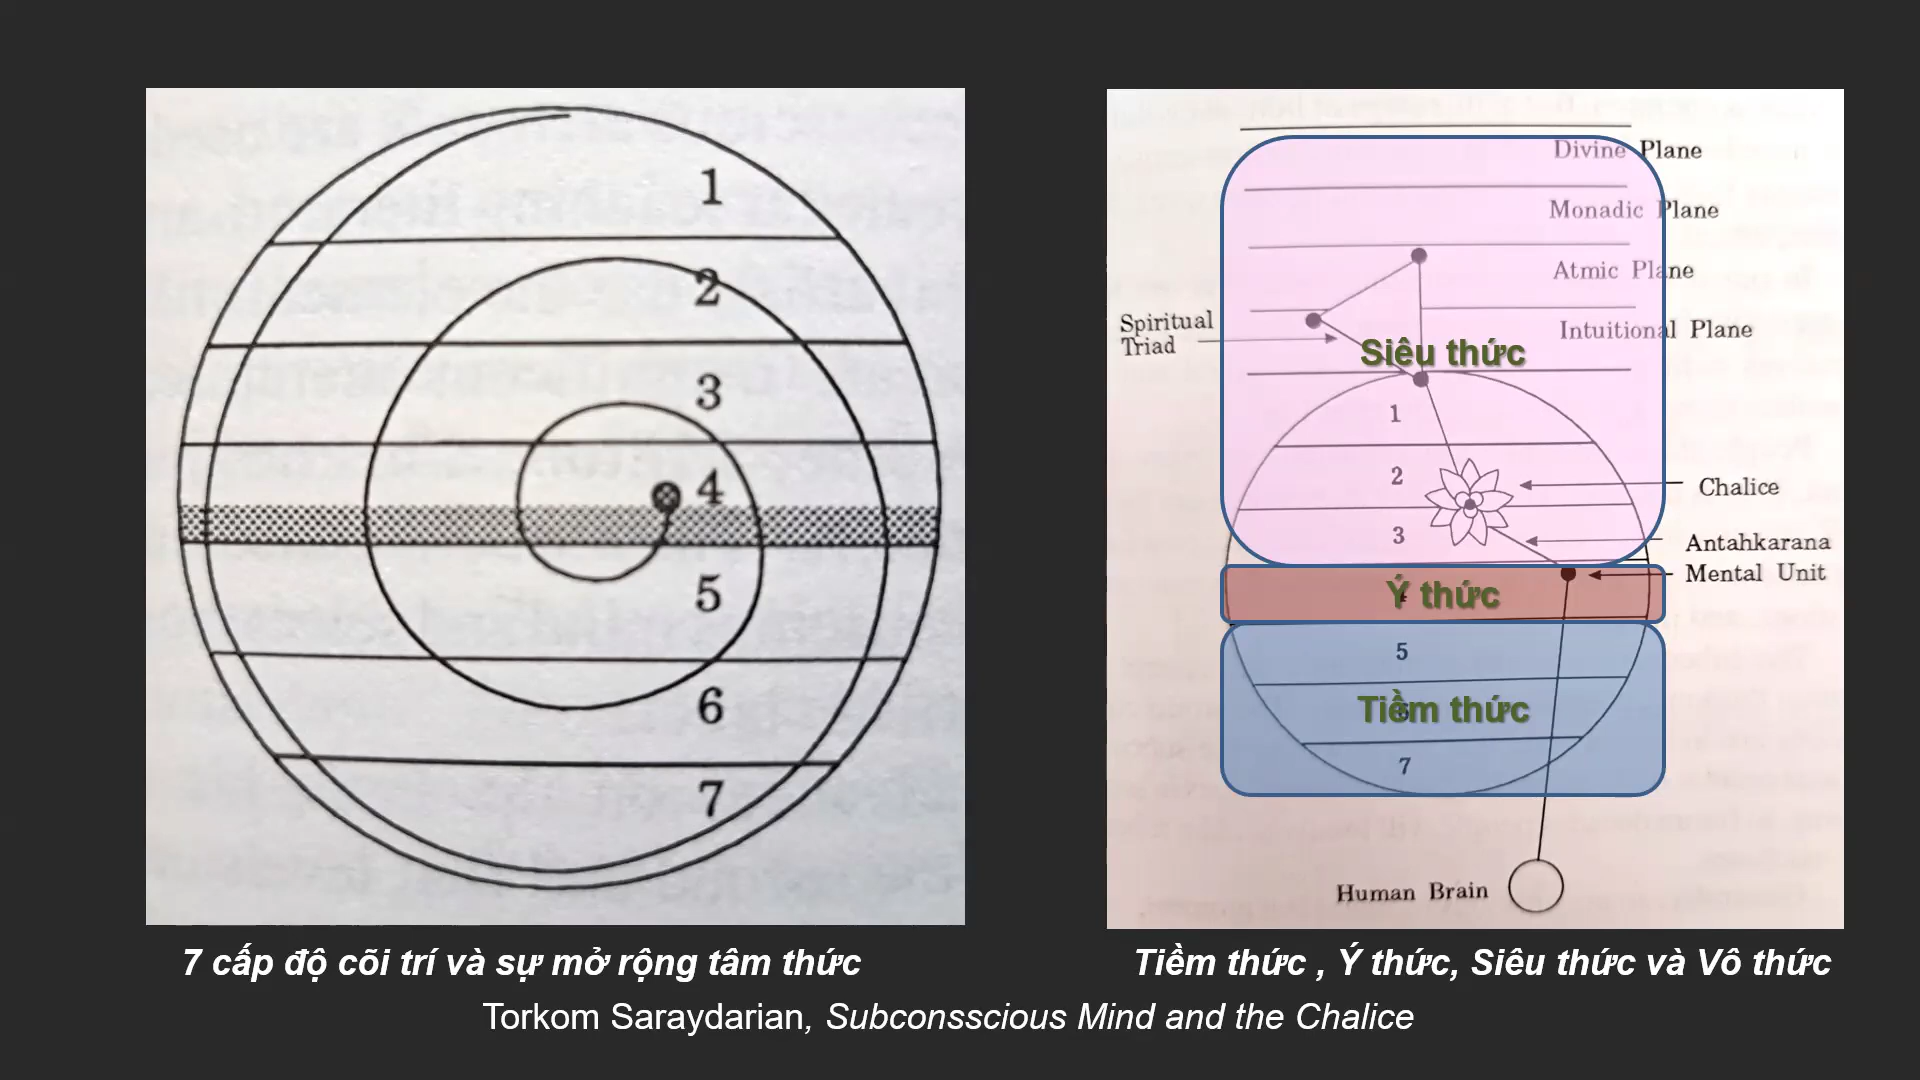 1
2
3
4
5
6
7
Divine Plane
Monadic Plane
Atmic Plane
Intuitional Plane
Spiritual
Triad
Siêu thức
1
2
3
Chalice
Antahkarana
Mental Unit
Ý thức
5
Tiềm thức
7
Human Brain
7 cấp độ cõi trí và sự mở rộng tâm thức
Tiềm thức , Ý thức, Siêu thức và Vô thức
Torkom Saraydarian, Subconsscious Mind and the Chalice